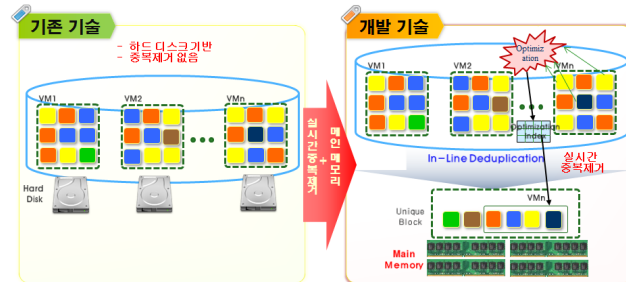 기존 기술
- 하드 디스크 기반
- 중복제거 없음
VM1
VM2
VMn
Hard
Disk
실시간중복제거
+
메인 메모리
개발 기술
Optimiz
ation
VM1
VM2
VMn
Optimization
Index
In-Line Deduplication
실시간
중복제거
VMn
Unique
Block
Main
Memory